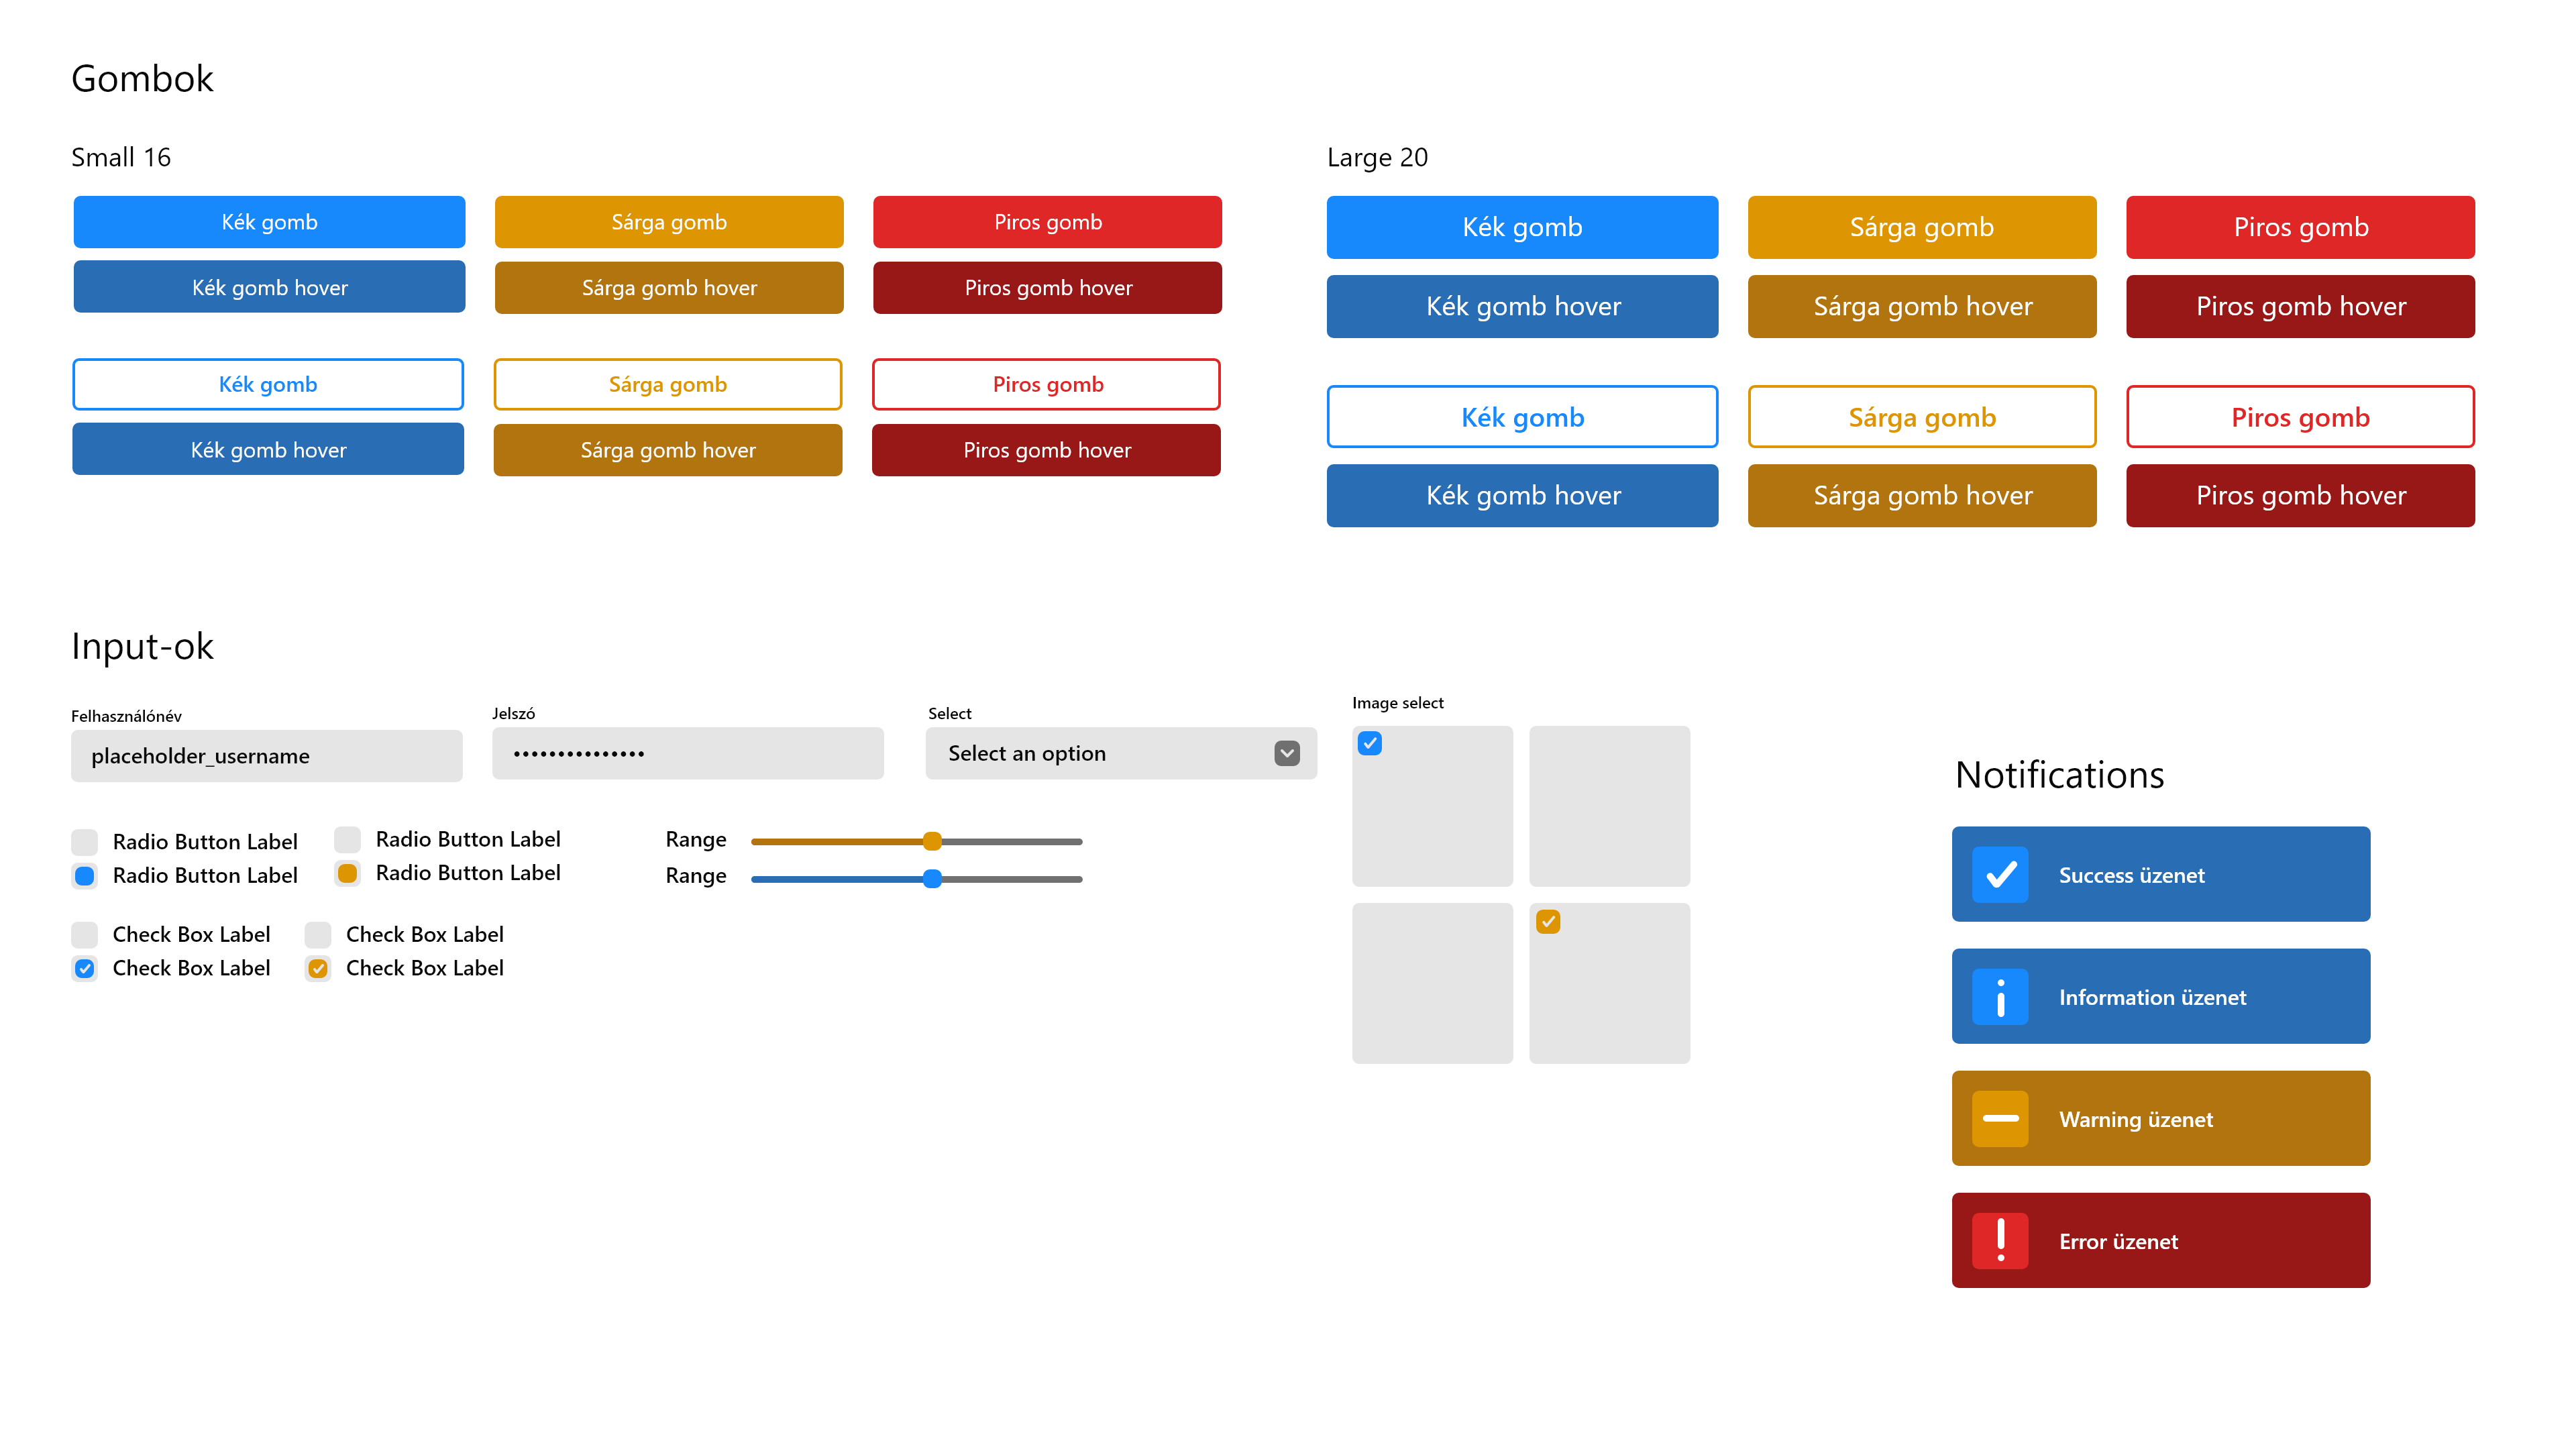 Gombok
Small 16
Kék gomb
Sárga gomb
Piros gomb
Kék gomb hover
Sárga gomb hover
Piros gomb hover
Kék gomb
Sárga gomb
Piros gomb
Kék gomb hover
Sárga gomb hover
Piros gomb hover
Large 20
Kék gomb
Sárga gomb
Piros gomb
Kék gomb hover
Sárga gomb hover
Piros gomb hover
Kék gomb
Sárga gomb
Piros gomb
Kék gomb hover
Sárga gomb hover
Piros gomb hover
Input-ok
Felhasználónév
placeholder_username
Jelszó
•••••••••••••••
Select
Select an option
Image select
Radio Button Label
Radio Button Label
Radio Button Label
Radio Button Label
Range
Range
Check Box Label
Check Box Label
Check Box Label
Check Box Label
Notifications
Success üzenet
Information üzenet
Warning üzenet
Error üzenet